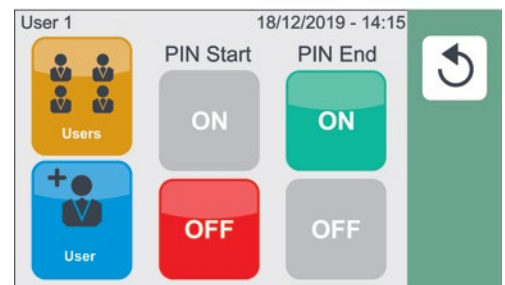 User 1 18/12/2019 - 14:15
PIN Start PIN End
Users ON ON
User OFF OFF